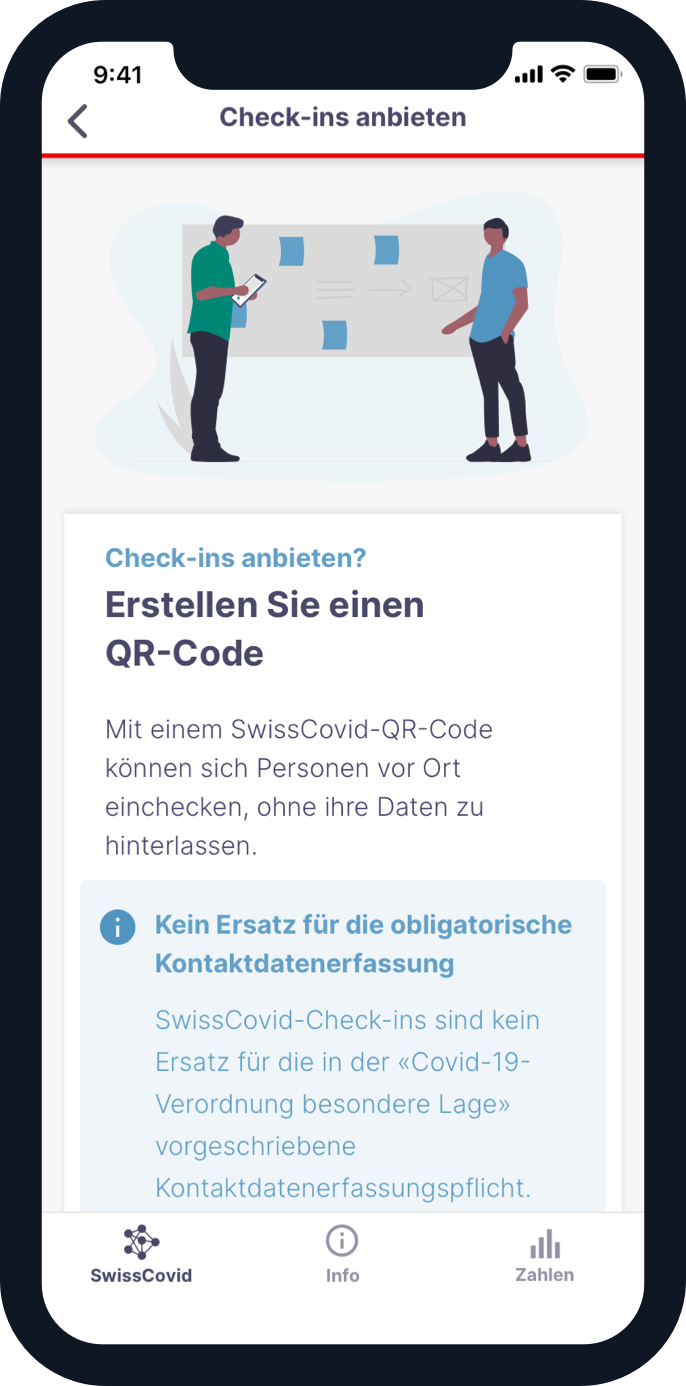 9:41
Check-ins anbieten
Check-ins anbieten?
Erstellen Sie einen
QR-Code
Mit einem SwissCovid-QR-Code
können sich Personen vor Ort
einchecken, ohne ihre Daten zu
hinterlassen.
Kein Ersatz für die obligatorische
Kontaktdatenerfassung
SwissCovid-Check-ins sind kein
Ersatz für die in der «Covid-19-
Verordnung besondere Lage»
vorgeschriebene
Kontaktdatenerfassungspflicht.
SwissCovid
Info
Zahlen